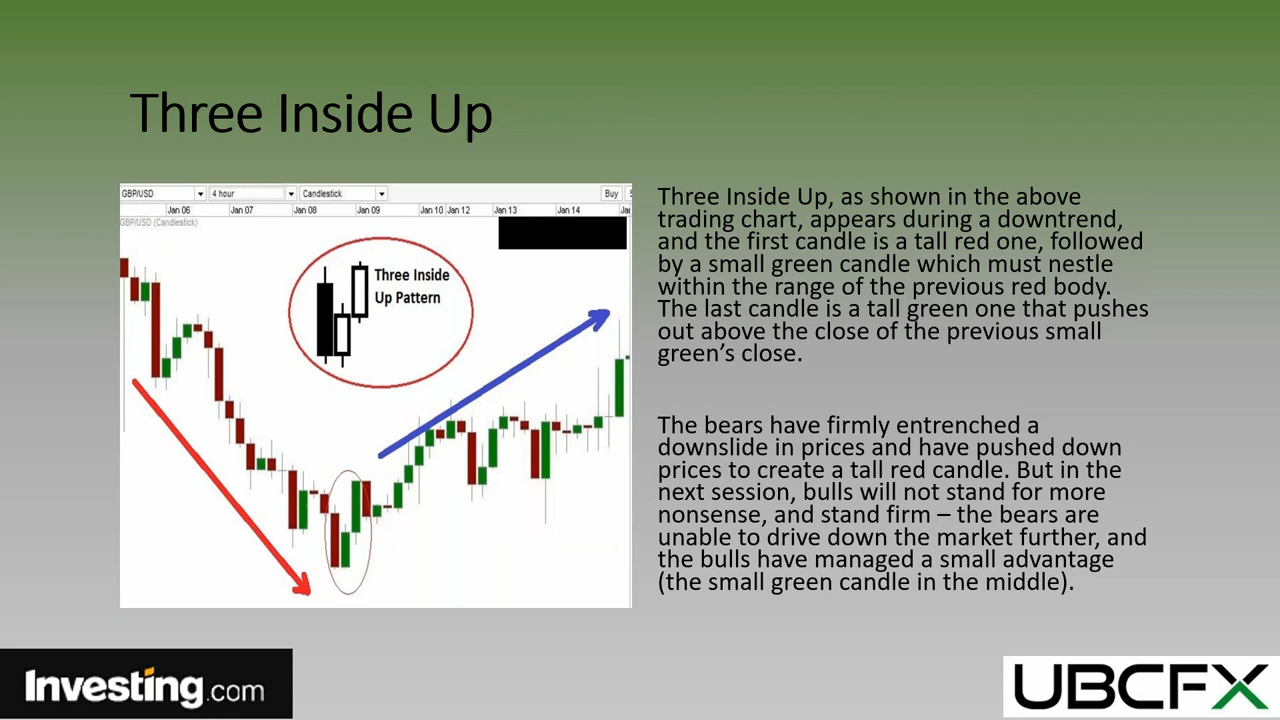 Three Inside Up
GBP/USD 4 hour Candlestick Buy
Jan 06 Jan 07 Jan 08 Jan 09 Jan 10 Jan 12 Jan 13 Jan 14
GBP/USD (Candlestick)
Three Inside
Up Pattern
Three Inside Up, as shown in the above
trading chart, appears during a downtrend,
and the first candle is a tall red one, followed
by a small green candle which must nestle
within the range of the previous red body.
The last candle is a tall green one that pushes
out above the close of the previous small
green’s close.
The bears have firmly entrenched a
downslide in prices and have pushed down
prices to create a tall red candle. But in the
next session, bulls will not stand for more
nonsense, and stand firm – the bears are
unable to drive down the market further, and
the bulls have managed a small advantage
(the small green candle in the middle).
Investing.com
UBCFX